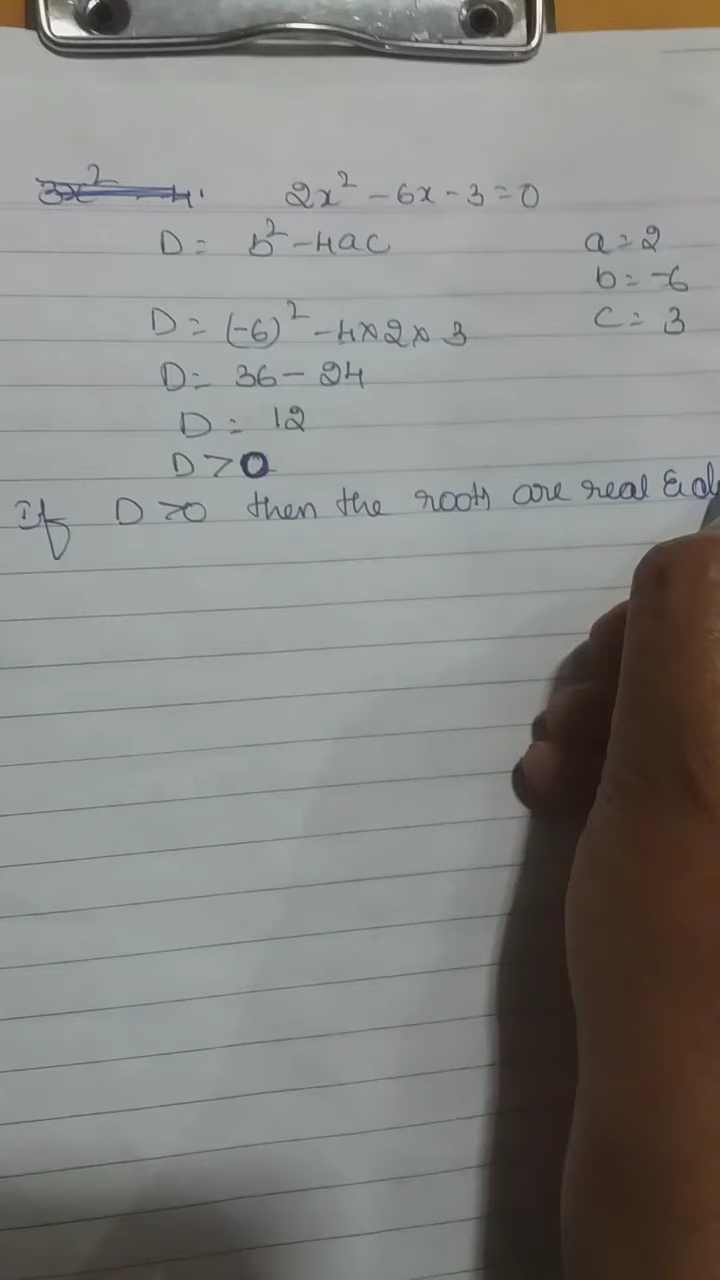 2x² - 6x - 3 = 0
D = b² - 4ac
a = 2
b = -6
c = 3
D = (-6)² - 4 × 2 × 3
D = 36 - 24
D = 12
D > 0
If D > 0 then the roots are real & d